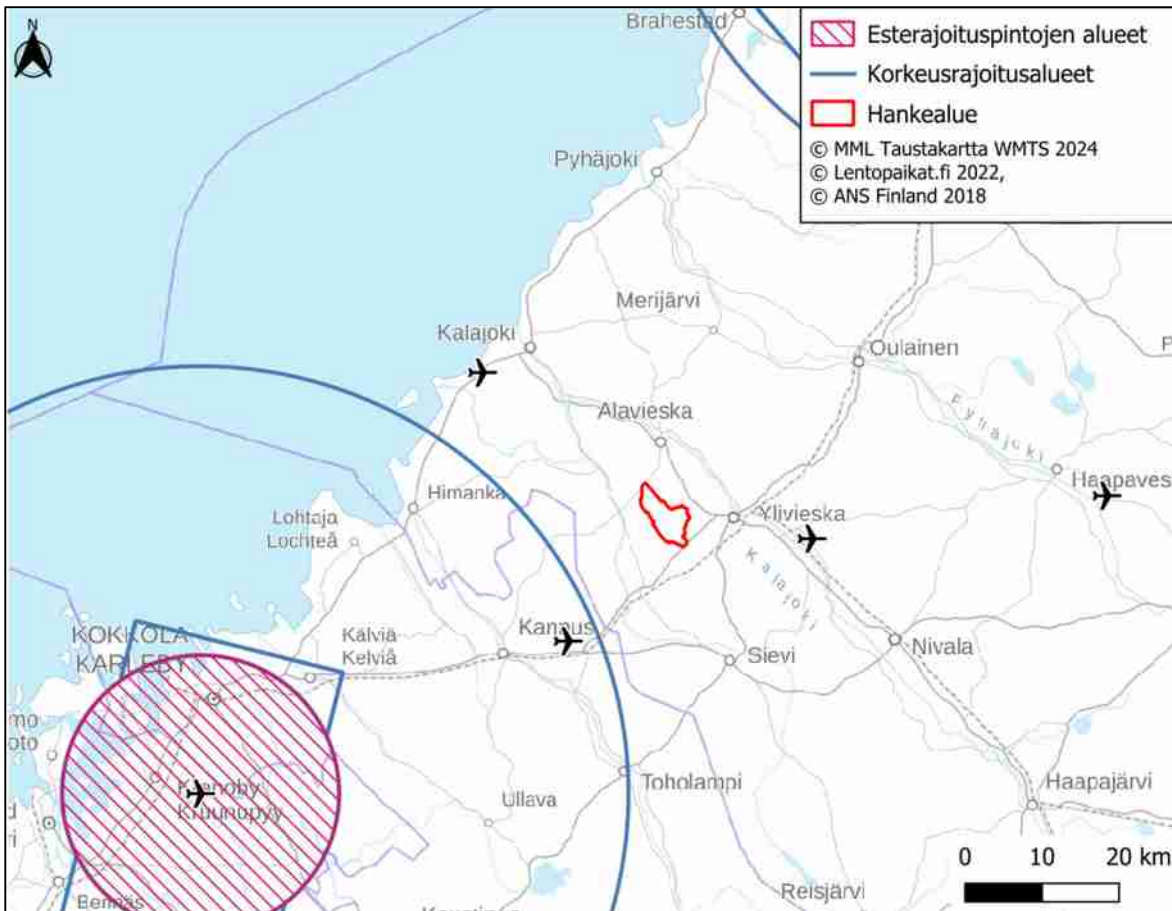 N
Brahestad
Esterajoituspintojen alueet
Korkeusrajoitusalueet
Hankealue
© MML Taustakartta WMTS 2024
© Lentopaikat.fi 2022,
© ANS Finland 2018
Pyhäjoki
Merijärvi
Kalajoki
Oulainen
Alavieska
Pyhäjoki
Haapaves
Himanka
Ylivieska
Lohtaja
Lochteå
Kalajoki
KOKKOLA
KARLEBY
Kälviä
Kelviå
Kannus
Sievi
Nivala
Toholampi
Haapajärvi
Kronoby
Kruunupyy
Ullava
0 10 20 km
Reisjärvi